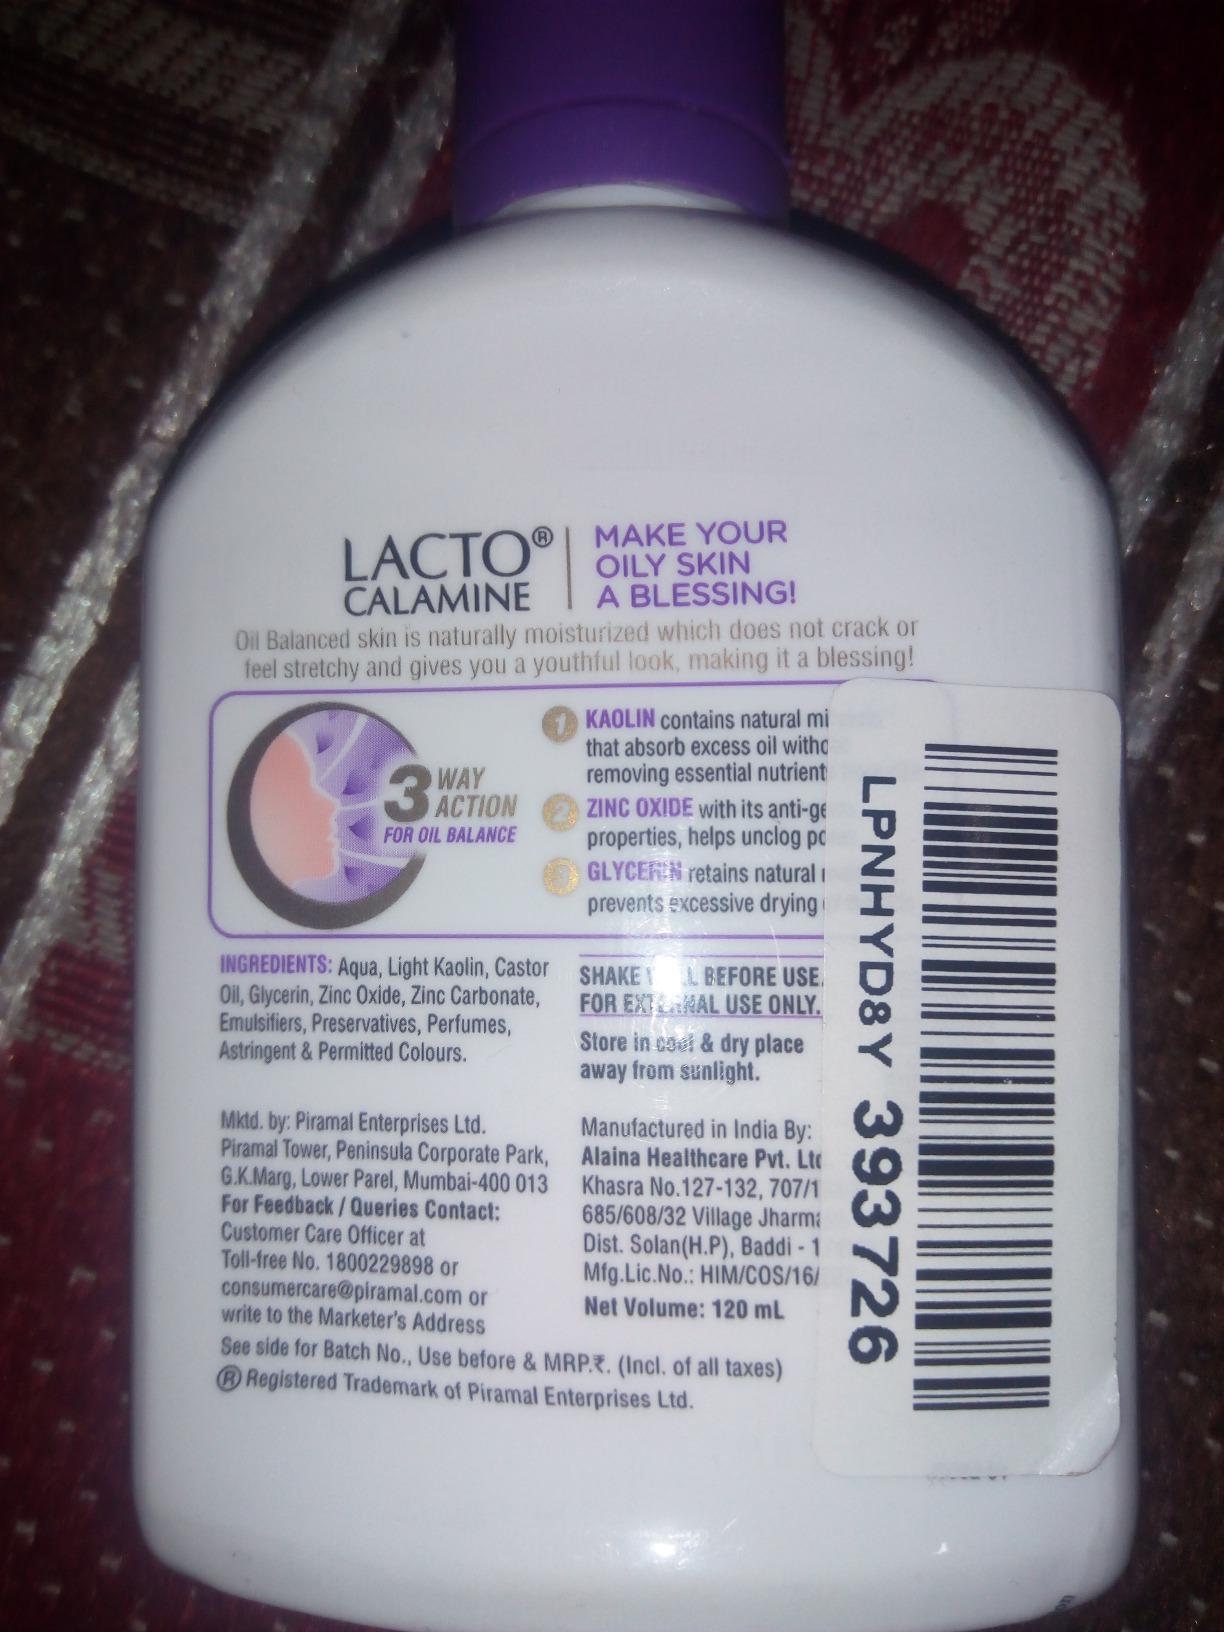 LACTO®
CALAMINE
MAKE YOUR
OILY SKIN
A BLESSING!
Oil Balanced skin is naturally moisturized which does not crack or
feel stretchy and gives you a youthful look, making it a blessing!
3 WAY
ACTION
FOR OIL BALANCE
1 KAOLIN contains natural
that absorb excess oil
removing essential
2 ZINC OXIDE with its
properties, helps unclog
3 GLYCERIN retains natural
prevents excessive drying
INGREDIENTS: Aqua, Light Kaolin, Castor
Oil, Glycerin, Zinc Oxide, Zinc Carbonate,
Emulsifiers, Preservatives, Perfumes,
Astringent & Permitted Colours.
SHAKE WELL BEFORE USE.
FOR EXTERNAL USE ONLY.
Store in cool & dry place
away from sunlight.
Mktd. by: Piramal Enterprises Ltd.
Piramal Tower, Peninsula Corporate Park,
G.K.Marg, Lower Parel, Mumbai-400 013
For Feedback / Queries Contact:
Customer Care Officer at
Toll-free No. 1800229898 or
consumercare@piramal.com or
write to the Marketer's Address
Manufactured in India By:
Alaina Healthcare Pvt.
Khasra No.127-132,
685/608/32 Village
Dist. Solan(H.P), Baddi -
Mfg.Lic.No.: HIM/COS/16/
Net Volume: 120 mL
See side for Batch No., Use before & MRP.₹. (Incl. of all taxes)
® Registered Trademark of Piramal Enterprises Ltd.
LPNHYD8Y 393726